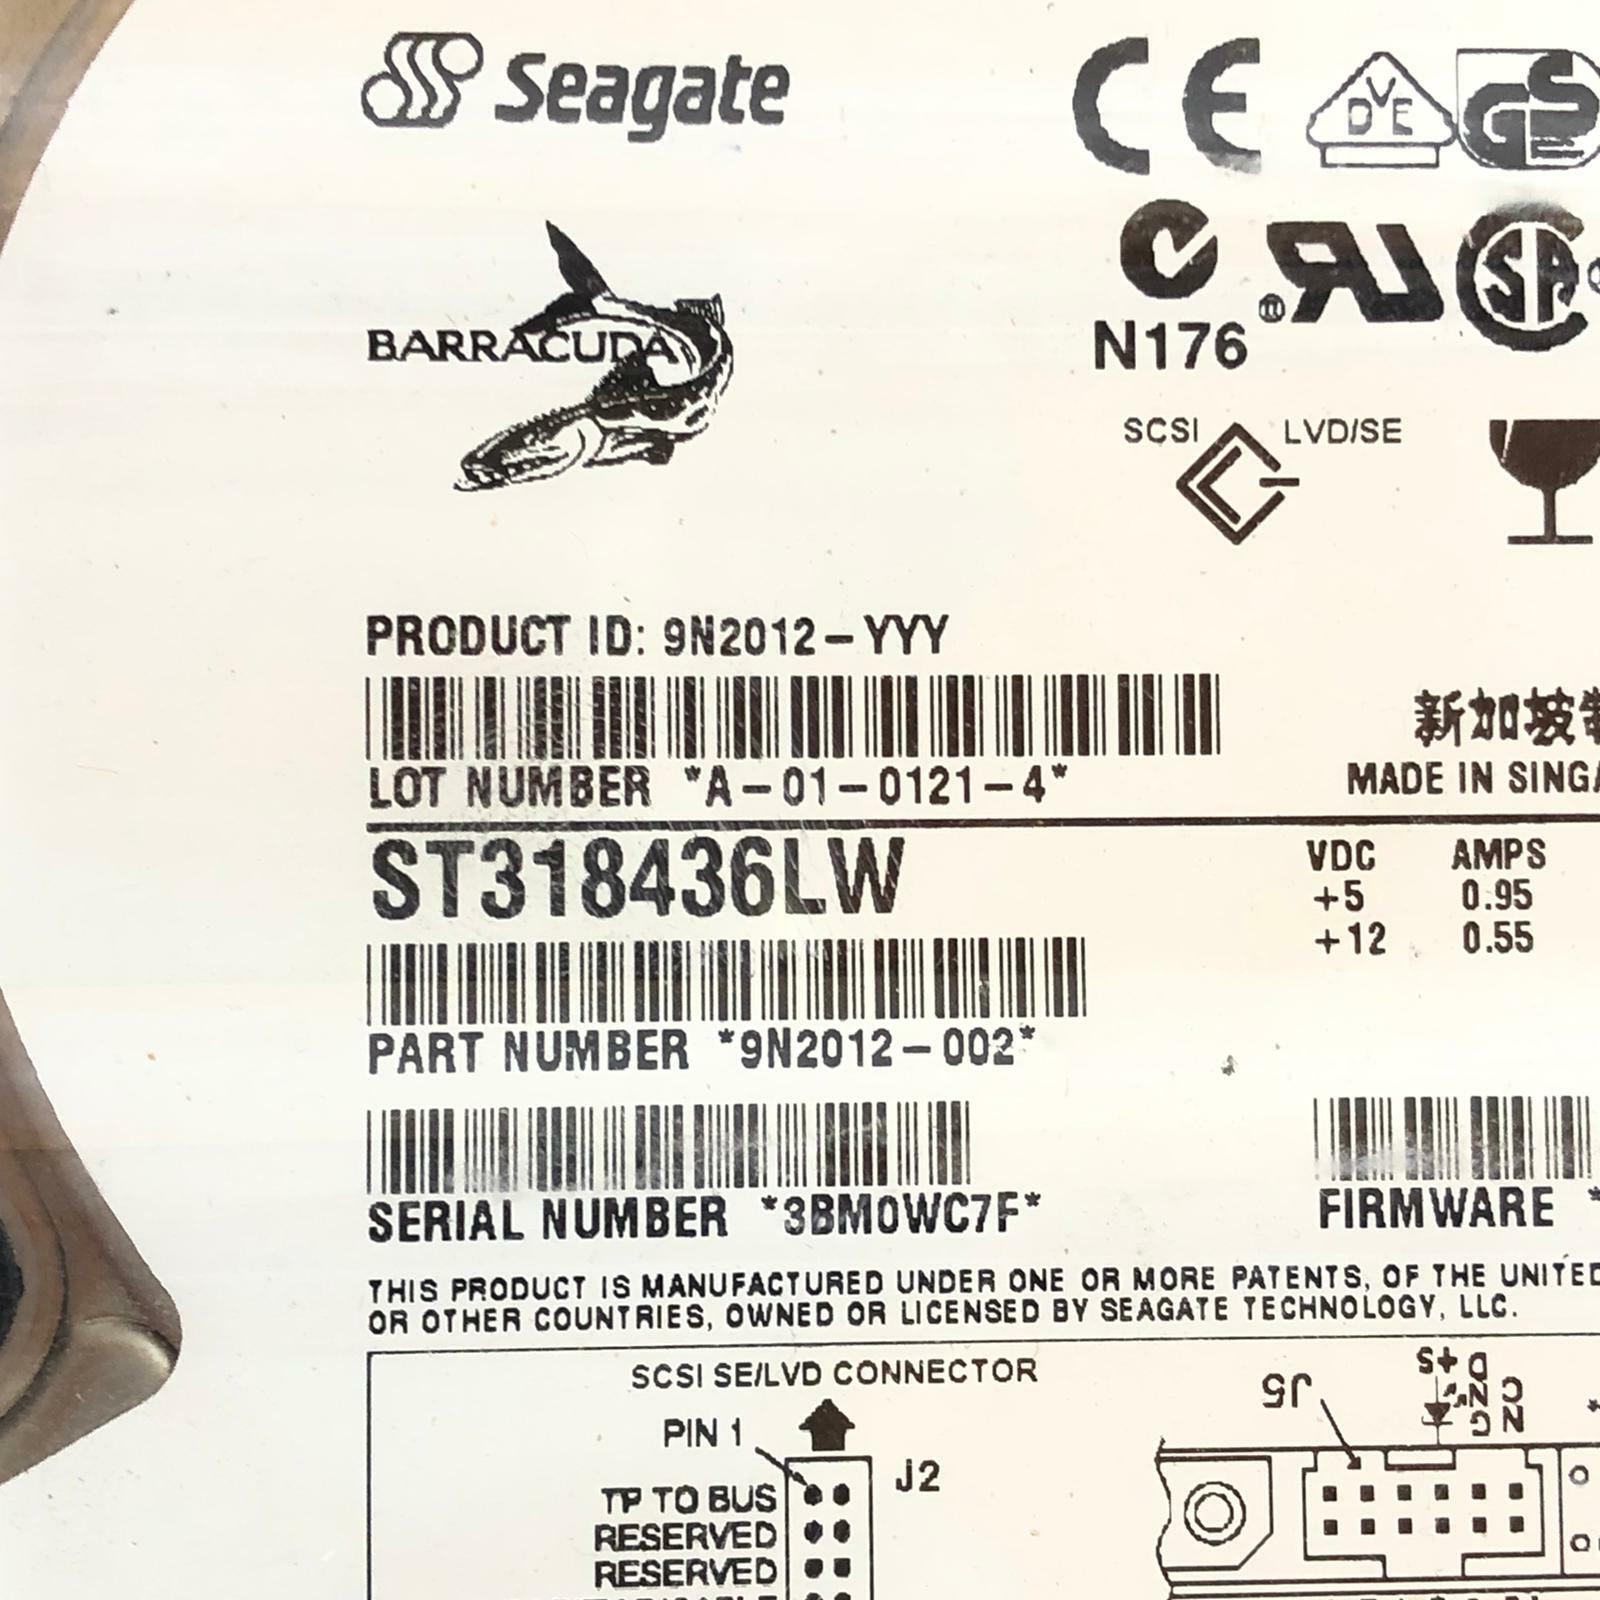 Seagate
CE DVE GS
BARRACUDA
N176
SCSI LVD/SE
PRODUCT ID: 9N2012-YYY
新加坡
LOT NUMBER *A-01-0121-4*
MADE IN SINGA
ST318436LW
VDC AMPS
+5 0.95
+12 0.55
PART NUMBER *9N2012-002*
SERIAL NUMBER *3BM0WC7F*
FIRMWARE *
THIS PRODUCT IS MANUFACTURED UNDER ONE OR MORE PATENTS, OF THE UNITED
OR OTHER COUNTRIES, OWNED OR LICENSED BY SEAGATE TECHNOLOGY, LLC.
SCSI SE/LVD CONNECTOR
J5
PIN 1
J2
TP TO BUS
RESERVED
RESERVED